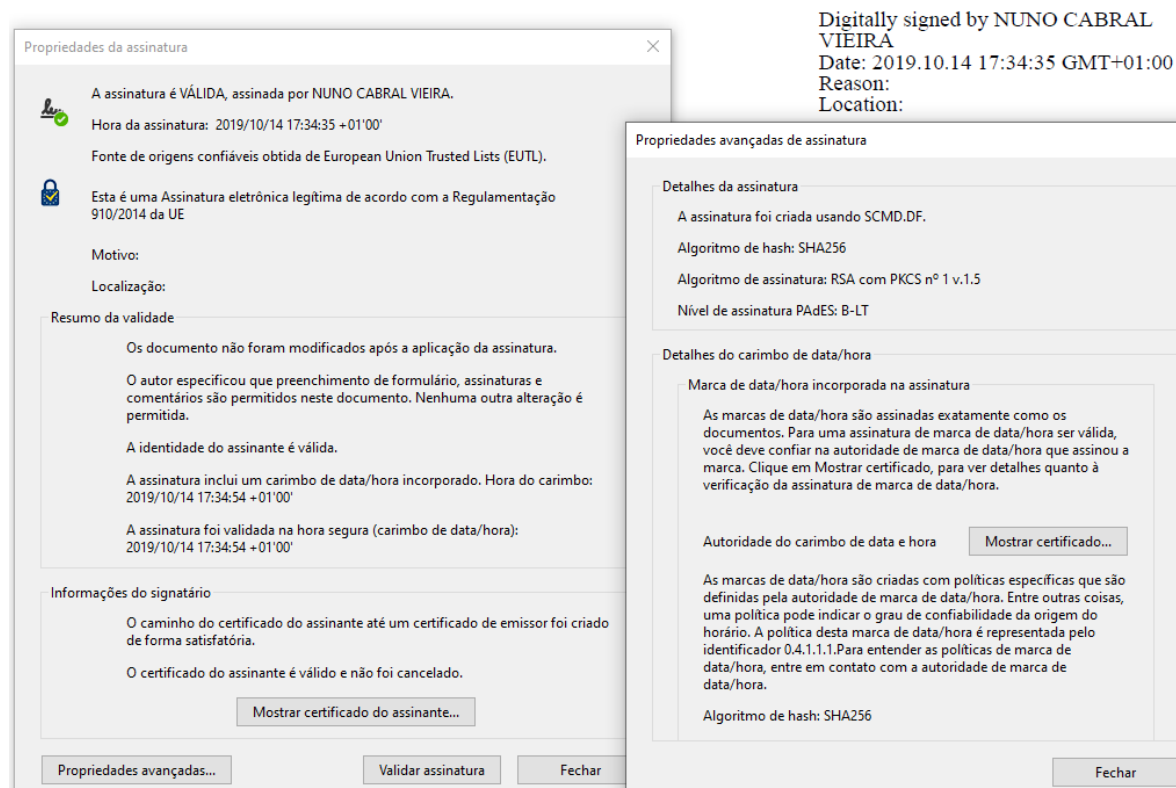 Digitally signed by NUNO CABRAL
VIEIRA
Date: 2019.10.14 17:34:35 GMT+01:00
Reason:
Location:
Propriedades da assinatura
A assinatura é VÁLIDA, assinada por NUNO CABRAL VIEIRA.
Hora da assinatura: 2019/10/14 17:34:35 +01'00'
Fonte de origens confiáveis obtida de European Union Trusted Lists (EUTL).
Esta é uma Assinatura eletrônica legítima de acordo com a Regulamentação
910/2014 da UE
Motivo:
Localização:
Resumo da validade
Os documento não foram modificados após a aplicação da assinatura.
O autor especificou que preenchimento de formulário, assinaturas e
comentários são permitidos neste documento. Nenhuma outra alteração é
permitida.
A identidade do assinante é válida.
A assinatura inclui um carimbo de data/hora incorporado. Hora do carimbo:
2019/10/14 17:34:54 +01'00'
A assinatura foi validada na hora segura (carimbo de data/hora):
2019/10/14 17:34:54 +01'00'
Informações do signatário
O caminho do certificado do assinante até um certificado de emissor foi criado
de forma satisfatória.
O certificado do assinante é válido e não foi cancelado.
Mostrar certificado do assinante...
Propriedades avançadas...
Validar assinatura
Fechar
Propriedades avançadas de assinatura
Detalhes da assinatura
A assinatura foi criada usando SCMD.DF.
Algoritmo de hash: SHA256
Algoritmo de assinatura: RSA com PKCS nº 1 v.1.5
Nível de assinatura PAdES: B-LT
Detalhes do carimbo de data/hora
Marca de data/hora incorporada na assinatura
As marcas de data/hora são assinadas exatamente como os
documentos. Para uma assinatura de marca de data/hora ser válida,
você deve confiar na autoridade de marca de data/hora que assinou a
marca. Clique em Mostrar certificado, para ver detalhes quanto à
verificação da assinatura de marca de data/hora.
Autoridade do carimbo de data e hora
Mostrar certificado...
As marcas de data/hora são criadas com políticas específicas que são
definidas pela autoridade de marca de data/hora. Entre outras coisas,
uma política pode indicar o grau de confiabilidade da origem do
horário. A política desta marca de data/hora é representada pelo
identificador 0.4.1.1.1.Para entender as políticas de marca de
data/hora, entre em contato com a autoridade de marca de
data/hora.
Algoritmo de hash: SHA256
Fechar